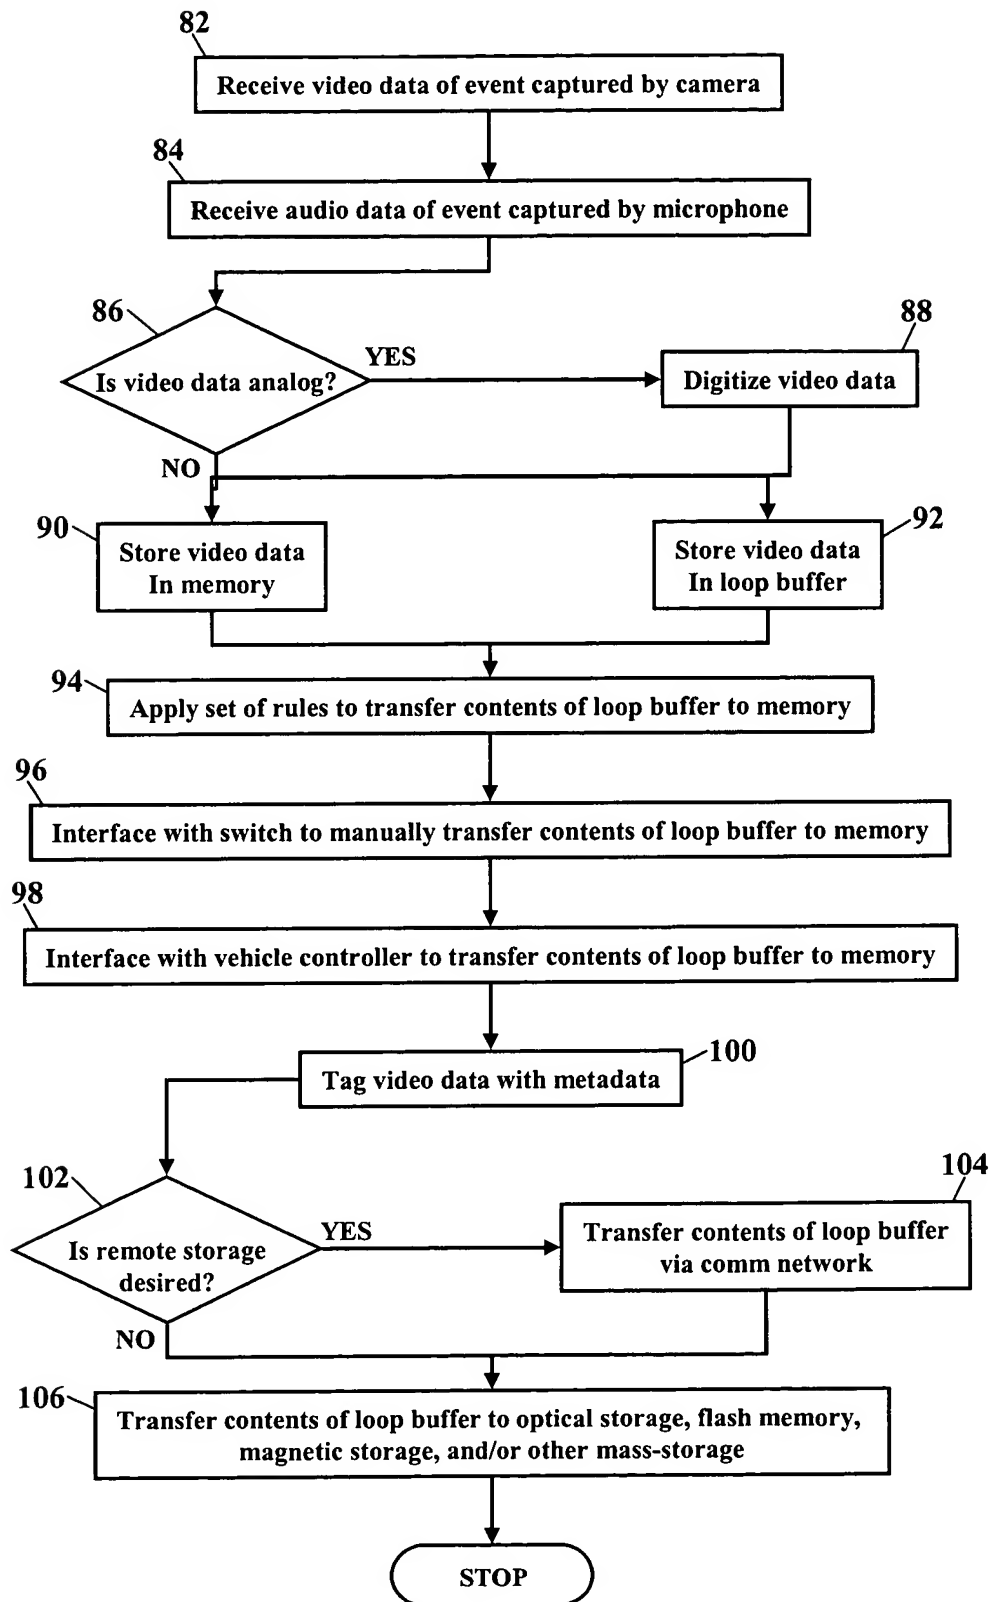 82
Receive video data of event captured by camera
84
Receive audio data of event captured by microphone
86
Is video data analog?
YES
88
Digitize video data
NO
90
Store video data
In memory
92
Store video data
In loop buffer
94
Apply set of rules to transfer contents of loop buffer to memory
96
Interface with switch to manually transfer contents of loop buffer to memory
98
Interface with vehicle controller to transfer contents of loop buffer to memory
100
Tag video data with metadata
102
Is remote storage
desired?
YES
104
Transfer contents of loop buffer
via comm network
NO
106
Transfer contents of loop buffer to optical storage, flash memory,
magnetic storage, and/or other mass-storage
STOP